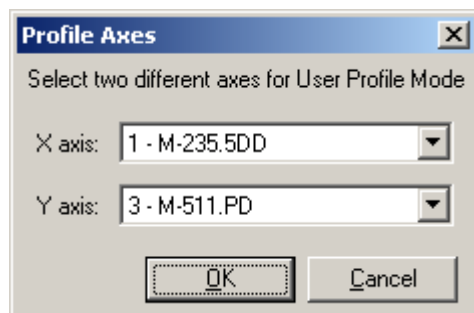 Profile Axes
Select two different axes for User Profile Mode
X axis: 1 - M-235.5DD
Y axis: 3 - M-511.PD
OK Cancel